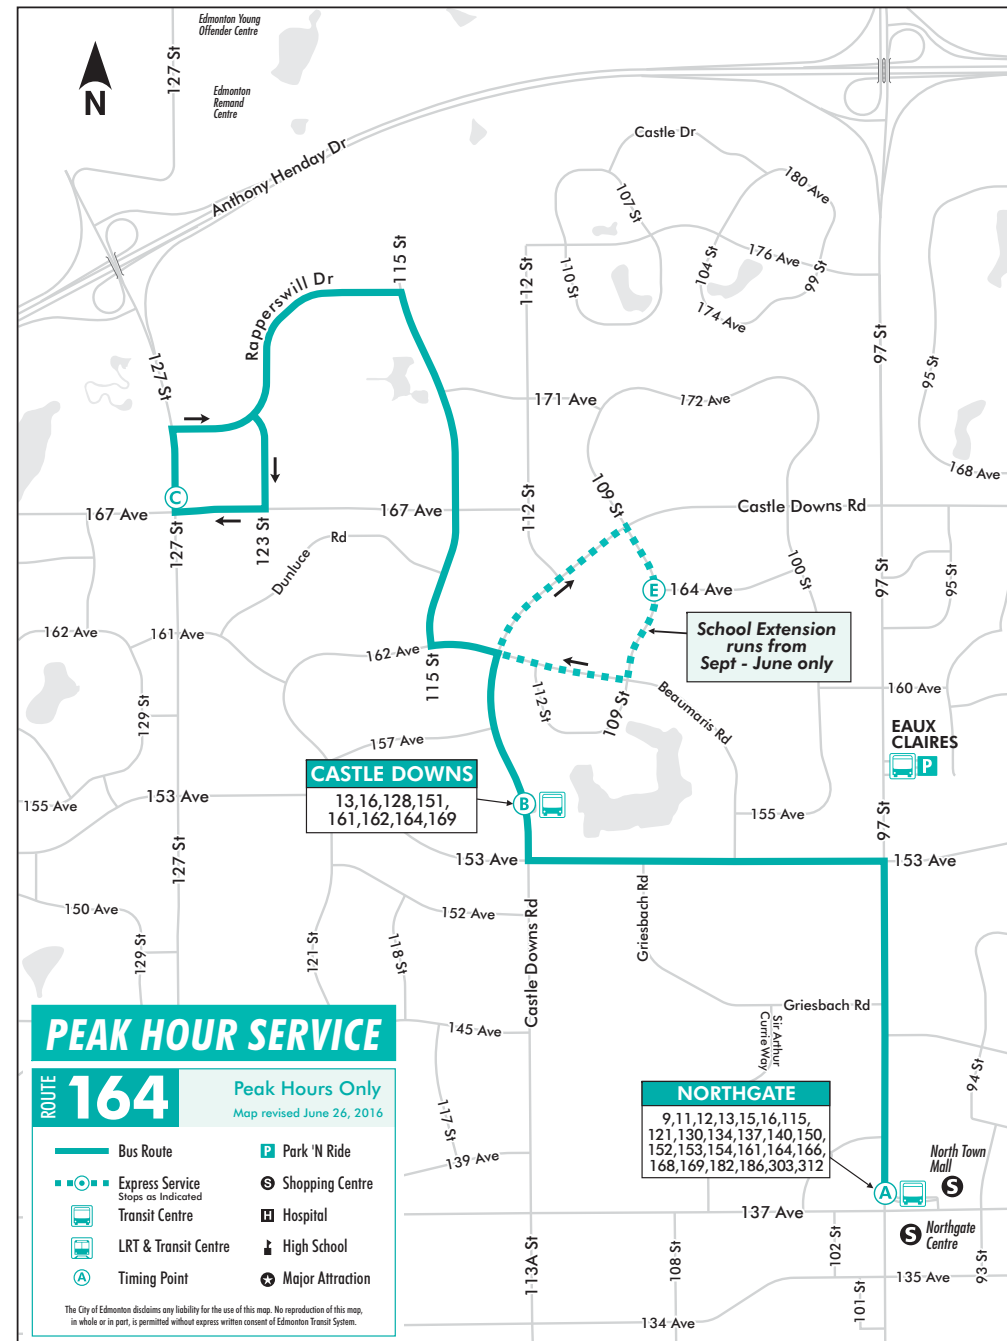 Edmonton Young
Offender Centre
127 St
N
Edmonton
Remand
Centre
Anthony Henday Dr
Castle Dr
180 Ave
107 St
115 St
112 St
110 St
104 St
176 Ave
99 St
174 Ave
Rapperswill Dr
97 St
95 St
127 St
171 Ave
172 Ave
168 Ave
C
167 Ave
127 St
123 St
167 Ave
112 St
109 St
Castle Downs Rd
Dunluce Rd
100 St
97 St
95 St
E
164 Ave
162 Ave
161 Ave
162 Ave
115 St
School Extension
runs from
Sept - June only
129 St
112 St
109 St
Beaumaris Rd
160 Ave
157 Ave
EAUX
CLAIRES
P
CASTLE DOWNS
13,16,128,151,
161,162,164,169
B
155 Ave
153 Ave
155 Ave
97 St
127 St
153 Ave
153 Ave
150 Ave
152 Ave
129 St
121 St
118 St
Castle Downs Rd
Griesbach Rd
Griesbach Rd
Sir Arthur
Currie Way
145 Ave
94 St
PEAK HOUR SERVICE
ROUTE 164
Peak Hours Only
Map revised June 26, 2016
117 St
139 Ave
NORTHGATE
9,11,12,13,15,16,115,
121,130,134,137,140,150,
152,153,154,161,164,166,
168,169,182,186,303,312
A
North Town
Mall
S
137 Ave
S
Northgate
Centre
113A St
108 St
102 St
101 St
135 Ave
93 St
134 Ave
Bus Route
P Park 'N Ride
Express Service
Stops as Indicated
S Shopping Centre
Transit Centre
H Hospital
LRT & Transit Centre
High School
A Timing Point
Major Attraction
The City of Edmonton disclaims any liability for the use of this map. No reproduction of this map,
in whole or in part, is permitted without express written consent of Edmonton Transit System.